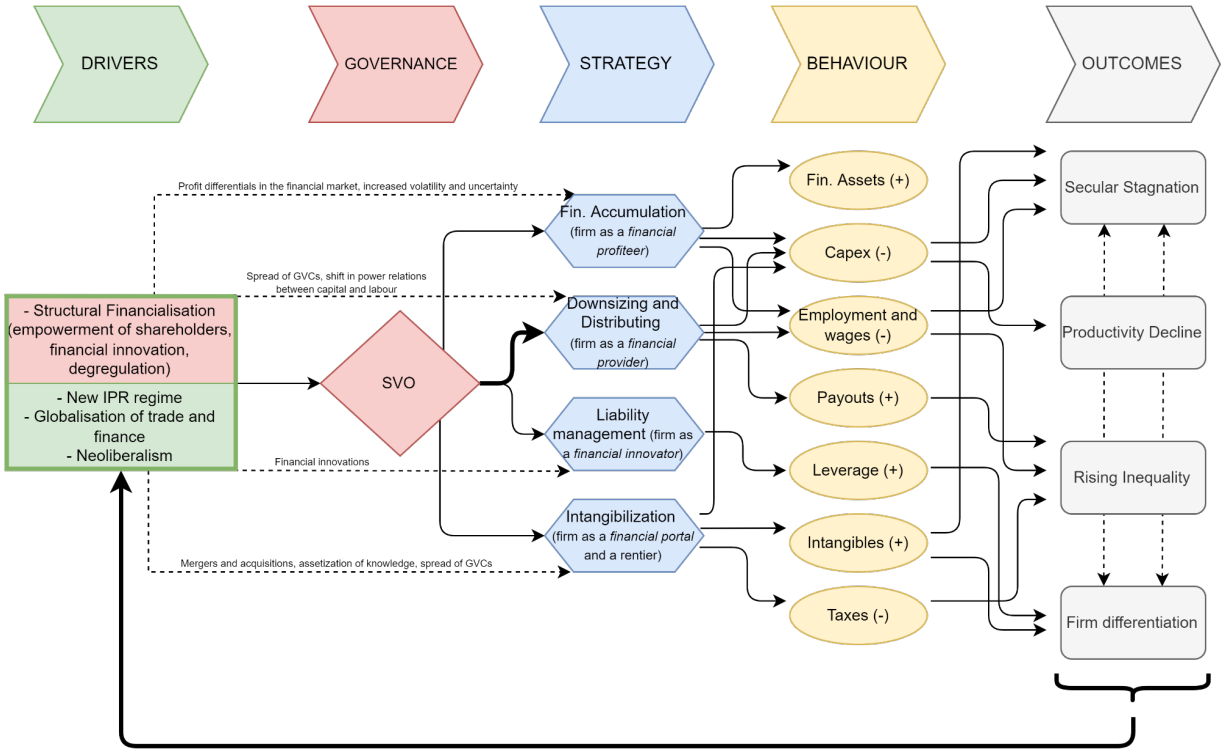 DRIVERS
GOVERNANCE
STRATEGY
BEHAVIOUR
OUTCOMES
Profit differentials in the financial market, increased volatility and uncertainty
Spread of GVCs, shift in power relations
between capital and labour
- Structural Financialisation
(empowerment of shareholders,
financial innovation,
degregulation)
- New IPR regime
- Globalisation of trade and
finance
- Neoliberalism
Financial innovations
Mergers and acquisitions, assetization of knowledge, spread of GVCs
SVO
Fin. Accumulation
(firm as a financial
profiteer)
Downsizing and
Distributing
(firm as a financial
provider)
Liability
management (firm as
a financial innovator)
Intangibilization
(firm as a financial portal
and a rentier)
Fin. Assets (+)
Capex (-)
Employment and
wages (-)
Payouts (+)
Leverage (+)
Intangibles (+)
Taxes (-)
Secular Stagnation
Productivity Decline
Rising Inequality
Firm differentiation